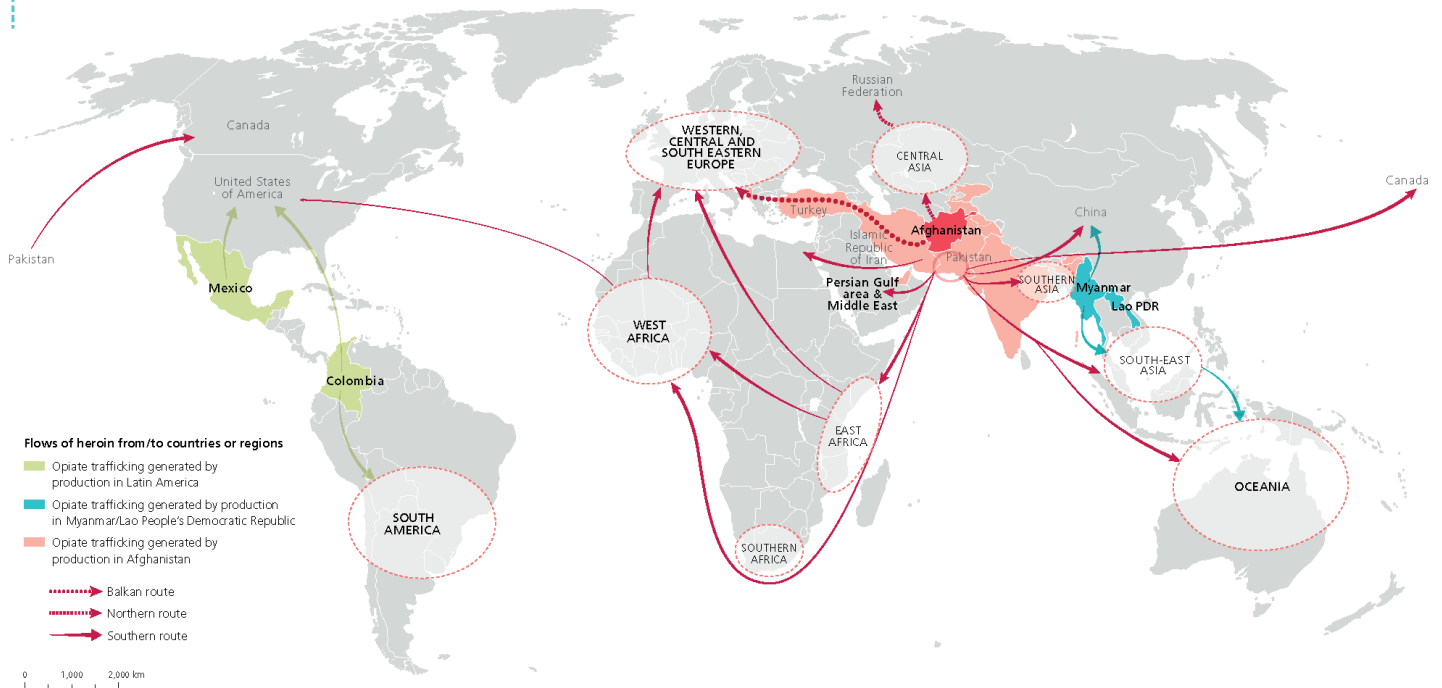 Russian
Federation
Canada
WESTERN,
CENTRAL AND
SOUTH EASTERN
EUROPE
CENTRAL
ASIA
United States
of America
Canada
Turkey
China
Afghanistan
Islamic
Republic
of Iran
Pakistan
Pakistan
Mexico
Persian Gulf
area &
Middle East
SOUTHERN
ASIA
Myanmar
Lao PDR
WEST
AFRICA
SOUTH-EAST
ASIA
Colombia
EAST
AFRICA
OCEANIA
SOUTH
AMERICA
SOUTHERN
AFRICA
Flows of heroin from/to countries or regions
Opiate trafficking generated by
production in Latin America
Opiate trafficking generated by production
in Myanmar/Lao People's Democratic Republic
Opiate trafficking generated by
production in Afghanistan
Balkan route
Northern route
Southern route
0 1,000 2,000 km